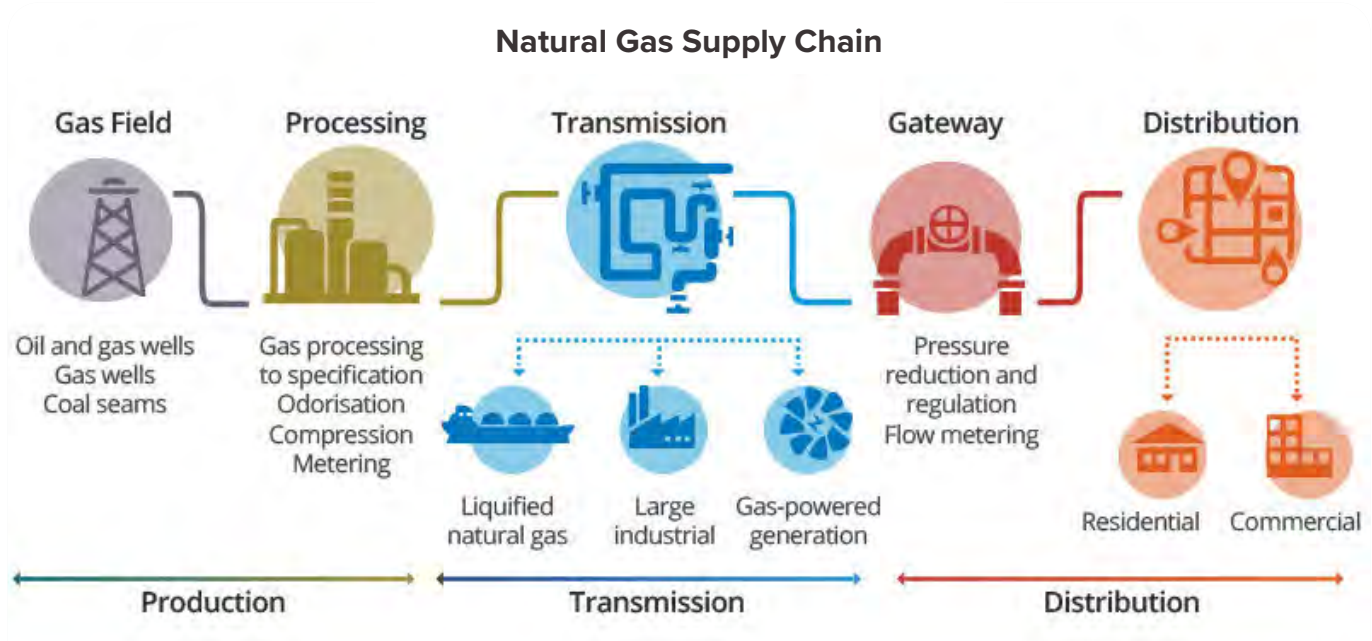 Natural Gas Supply Chain
Gas Field
Processing
Transmission
Gateway
Distribution
Oil and gas wells
Gas wells
Coal seams
Gas processing
to specification
Odorisation
Compression
Metering
Liquified
natural gas
Large
industrial
Gas-powered
generation
Pressure
reduction and
regulation
Flow metering
Residential
Commercial
Production
Transmission
Distribution